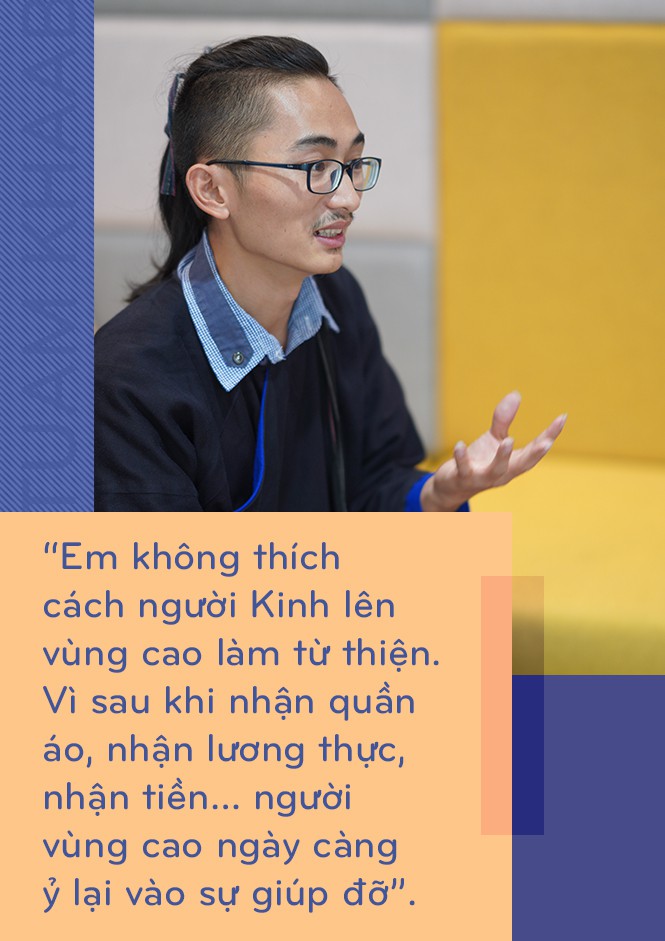 “Em không thích
cách người Kinh lên
vùng cao làm từ thiện.
Vì sau khi nhận quần
áo, nhận lương thực,
nhận tiền... người
vùng cao ngày càng
ỷ lại vào sự giúp đỡ”.